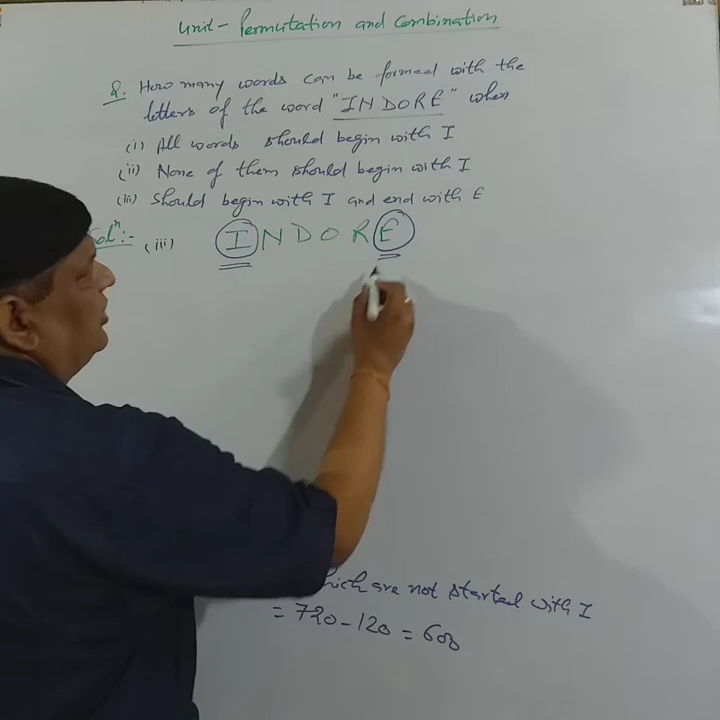 Unit - Permutation and Combination
Q. How many words can be formed with the
letters of the word "INDORE" when
(i) All words should begin with I
(ii) None of them should begin with I
(iii) Should begin with I and end with E
Solⁿ:- (iii) INDORE
which are not started with I
= 720 - 120 = 600